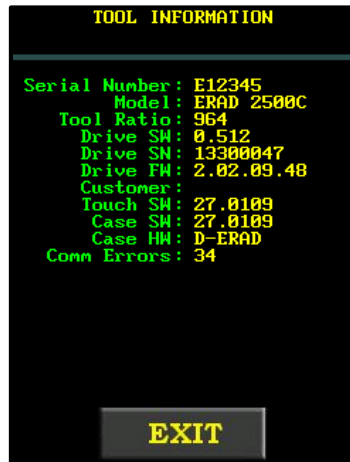 TOOL INFORMATION
Serial Number: E12345
Model: ERAD 2500C
Tool Ratio: 964
Drive SW: 0.512
Drive SN: 13300047
Drive FW: 2.02.09.48
Customer:
Touch SW: 27.0109
Case SW: 27.0109
Case HW: D-ERAD
Comm Errors: 34
EXIT